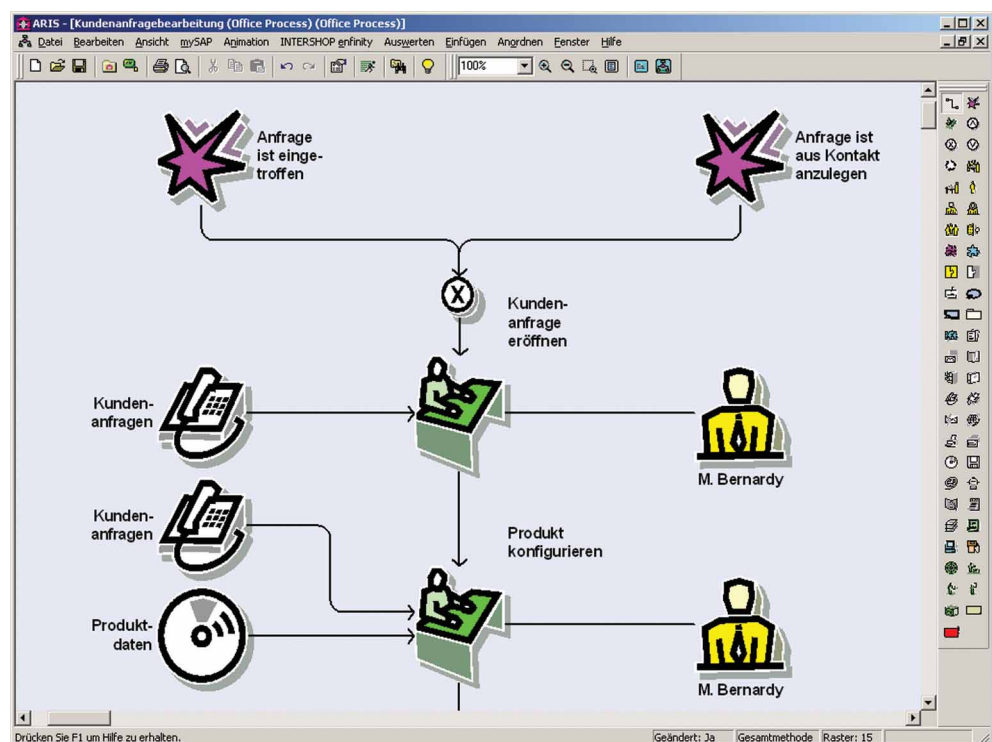 ARIS - [Kundenanfragebearbeitung (Office Process) (Office Process)]
Datei Bearbeiten Ansicht mySAP Animation INTERSHOP enfinity Auswerten Einfügen Anordnen Fenster Hilfe
100%
Anfrage
ist einge-
troffen
Anfrage ist
aus Kontakt
anzulegen
X
Kunden-
anfrage
eröffnen
Kunden-
anfragen
M. Bernardy
Kunden-
anfragen
Produkt
konfigurieren
Produkt-
daten
M. Bernardy
Drücken Sie F1 um Hilfe zu erhalten.
Geändert: Ja Gesamtmethode Raster: 15